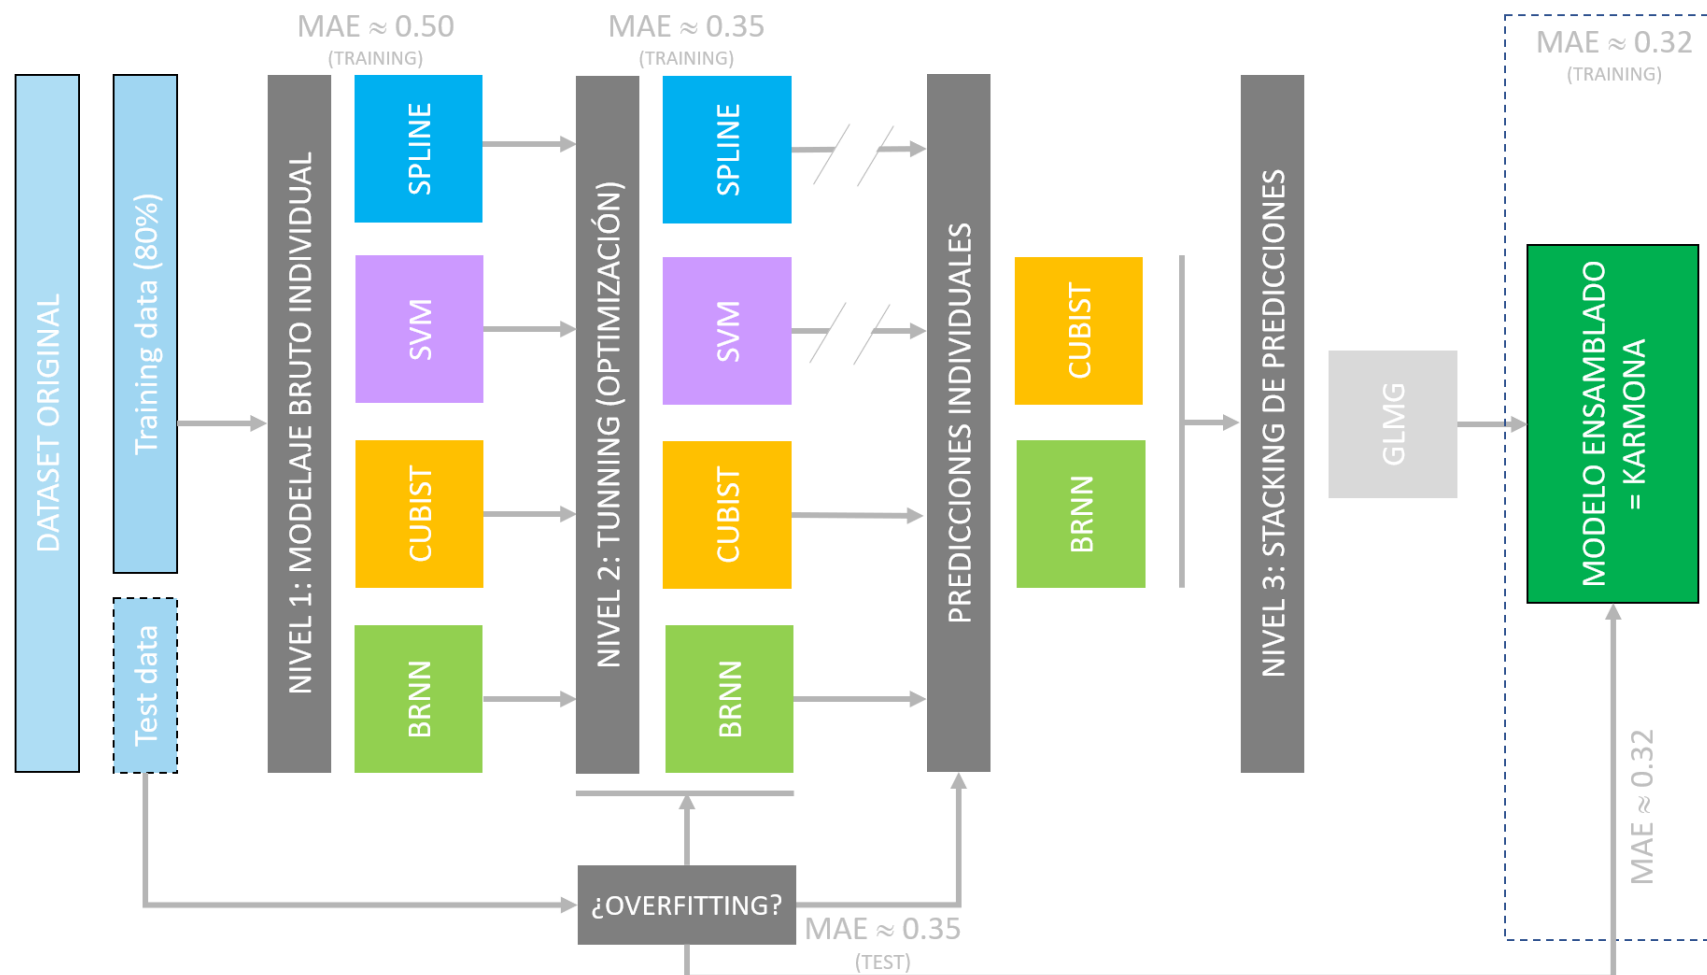 MAE ≈ 0.50
(TRAINING)
MAE ≈ 0.35
(TRAINING)
MAE ≈ 0.32
(TRAINING)
DATASET ORIGINAL
Training data (80%)
Test data
NIVEL 1: MODELAJE BRUTO INDIVIDUAL
SPLINE
SVM
CUBIST
BRNN
NIVEL 2: TUNNING (OPTIMIZACIÓN)
SPLINE
SVM
CUBIST
BRNN
PREDICCIONES INDIVIDUALES
CUBIST
BRNN
NIVEL 3: STACKING DE PREDICCIONES
GLMG
MODELO ENSAMBLADO
= KARMONA
MAE ≈ 0.32
¿OVERFITTING?
MAE ≈ 0.35
(TEST)